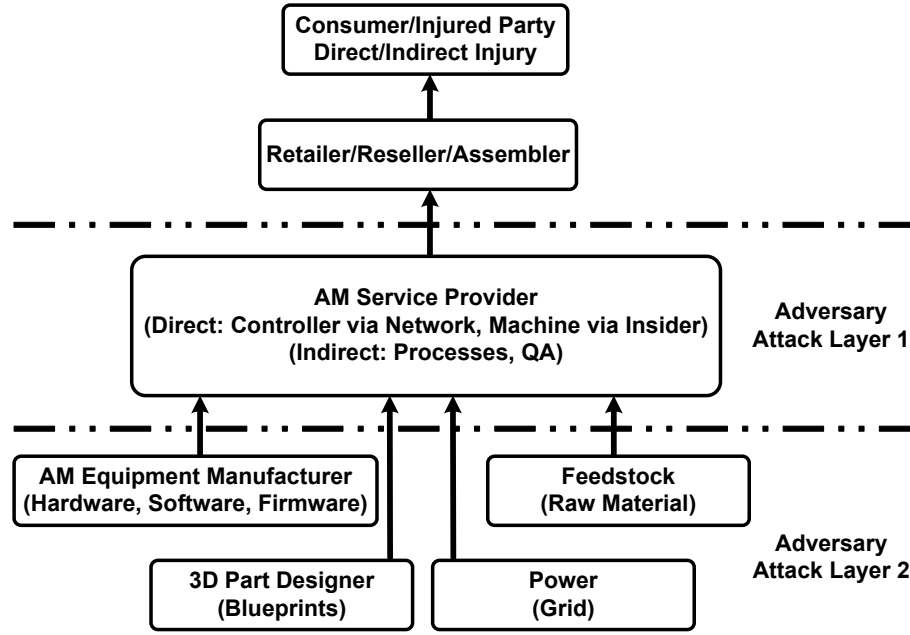 Consumer/Injured Party
Direct/Indirect Injury
Retailer/Reseller/Assembler
AM Service Provider
(Direct: Controller via Network, Machine via Insider)
(Indirect: Processes, QA)
Adversary
Attack Layer 1
AM Equipment Manufacturer
(Hardware, Software, Firmware)
Feedstock
(Raw Material)
3D Part Designer
(Blueprints)
Power
(Grid)
Adversary
Attack Layer 2